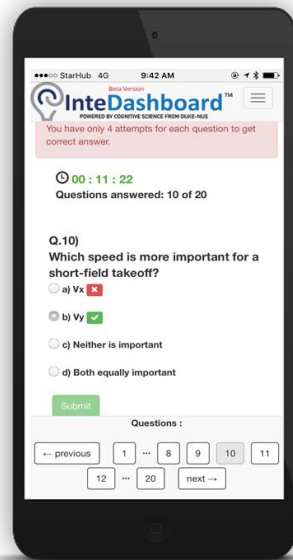 StarHub 4G 9:42 AM
Beta Version
InteDashboard™
POWERED BY COGNITIVE SCIENCE FROM DUKE-NUS
You have only 4 attempts for each question to get
correct answer.
00 : 11 : 22
Questions answered: 10 of 20
Q.10)
Which speed is more important for a
short-field takeoff?
a) Vx
b) Vy
c) Neither is important
d) Both equally important
Submit
Questions :
← previous 1 ... 8 9 10 11
12 ... 20 next →